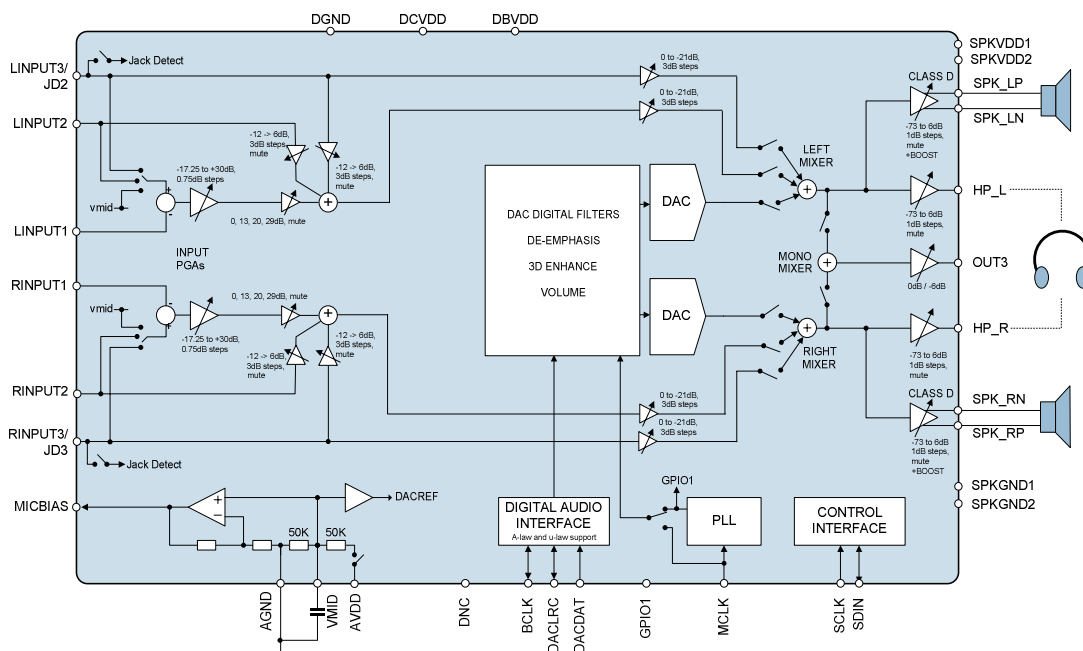 DGND
DCVDD
DBVDD
SPKVDD1
SPKVDD2
LINPUT3/
JD2
Jack Detect
0 to -21dB,
3dB steps
CLASS D
SPK_LP
SPK_LN
LINPUT2
0 to -21dB,
3dB steps
-12 -> 6dB,
3dB steps,
mute
-73 to 6dB
1dB steps,
mute
+BOOST
LEFT
MIXER
-17.25 to +30dB,
0.75dB steps
-12 -> 6dB,
3dB steps,
mute
+
-
vmid
+
DAC
+
HP_L
DAC DIGITAL FILTERS
DE-EMPHASIS
3D ENHANCE
VOLUME
0, 13, 20, 29dB, mute
-73 to 6dB
1dB steps,
mute
LINPUT1
INPUT
PGAs
MONO
MIXER
+
OUT3
0dB / -6dB
RINPUT1
0, 13, 20, 29dB, mute
vmid
-
+
+
DAC
+
HP_R
-17.25 to +30dB,
0.75dB steps
-12 -> 6dB,
3dB steps,
mute
-12 -> 6dB,
3dB steps,
mute
RIGHT
MIXER
-73 to 6dB
1dB steps,
mute
RINPUT2
0 to -21dB,
3dB steps
CLASS D
SPK_RN
RINPUT3/
JD3
0 to -21dB,
3dB steps
SPK_RP
-73 to 6dB
1dB steps,
mute
+BOOST
Jack Detect
GPIO1
SPKGND1
SPKGND2
MICBIAS
+
−
DACREF
DIGITAL AUDIO
INTERFACE
A-law and u-law support
PLL
CONTROL
INTERFACE
50K
50K
AGND
VMID
AVDD
DNC
BCLK
DACLRC
DACDAT
GPIO1
MCLK
SCLK
SDIN